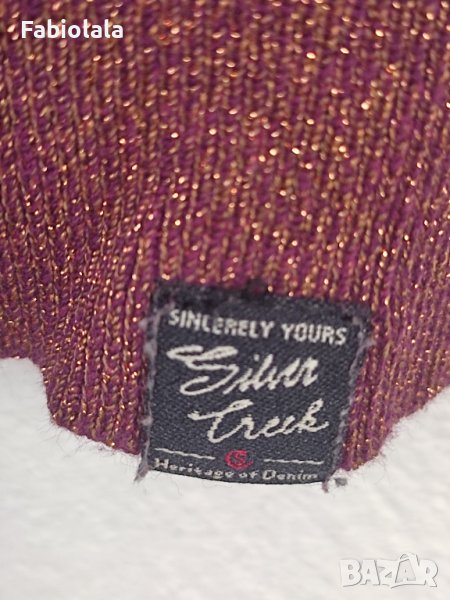 Fabiotala
SINCERELY YOURS
Silver
Creek
Heritage of Denim
BAZAR